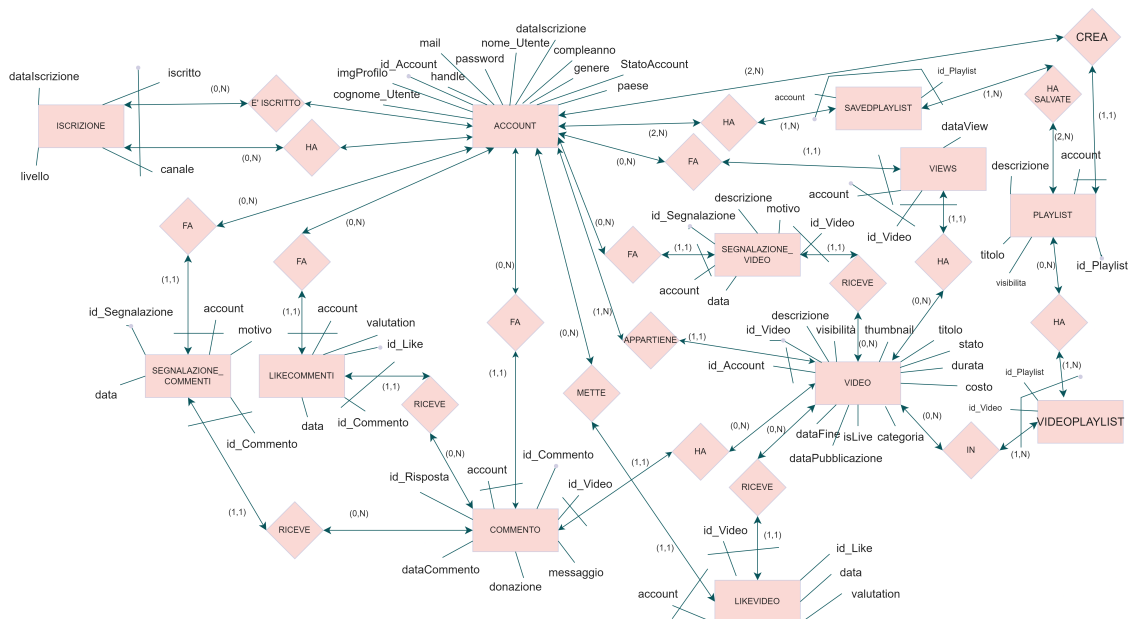 dataIscrizione
mail
nome_Utente
compleanno
password
id_Account
genere
StatoAccount
imgProfilo
handle
paese
cognome_Utente
CREA
(2,N)
dataIscrizione
iscritto
(0,N)
E' ISCRITTO
ISCRIZIONE
ACCOUNT
HA
(0,N)
livello
canale
(2,N)
HA
(1,N)
account
id_Playlist
SAVEDPLAYLIST
(1,N)
HA
SALVATE
(1,1)
(2,N)
(0,N)
FA
(1,1)
dataView
VIEWS
account
id_Video
(1,1)
descrizione
account
PLAYLIST
titolo
visibilita
id_Playlist
(0,N)
FA
(0,N)
(1,1)
(0,N)
FA
(1,1)
(0,N)
FA
(1,1)
(0,N)
FA
(1,1)
id_Segnalazione
descrizione
motivo
id_Video
SEGNALAZIONE_
VIDEO
(1,1)
account
data
RICEVE
(0,N)
HA
(0,N)
HA
(1,N)
(1,N)
APPARTIENE
(1,1)
(0,N)
METTE
(1,1)
id_Segnalazione
account
motivo
SEGNALAZIONE_
COMMENTI
data
id_Commento
account
valutation
id_Like
LIKECOMMENTI
(1,1)
data
id_Commento
RICEVE
(0,N)
descrizione
id_Video
visibilità
thumbnail
titolo
stato
durata
costo
id_Account
VIDEO
dataFine
isLive
categoria
dataPubblicazione
(0,N)
IN
(1,N)
id_Playlist
id_Video
VIDEOPLAYLIST
(0,N)
HA
(1,1)
(0,N)
RICEVE
(1,1)
(1,1)
RICEVE
(0,N)
id_Risposta
account
id_Commento
id_Video
COMMENTO
dataCommento
donazione
messaggio
id_Video
id_Like
data
valutation
account
LIKEVIDEO